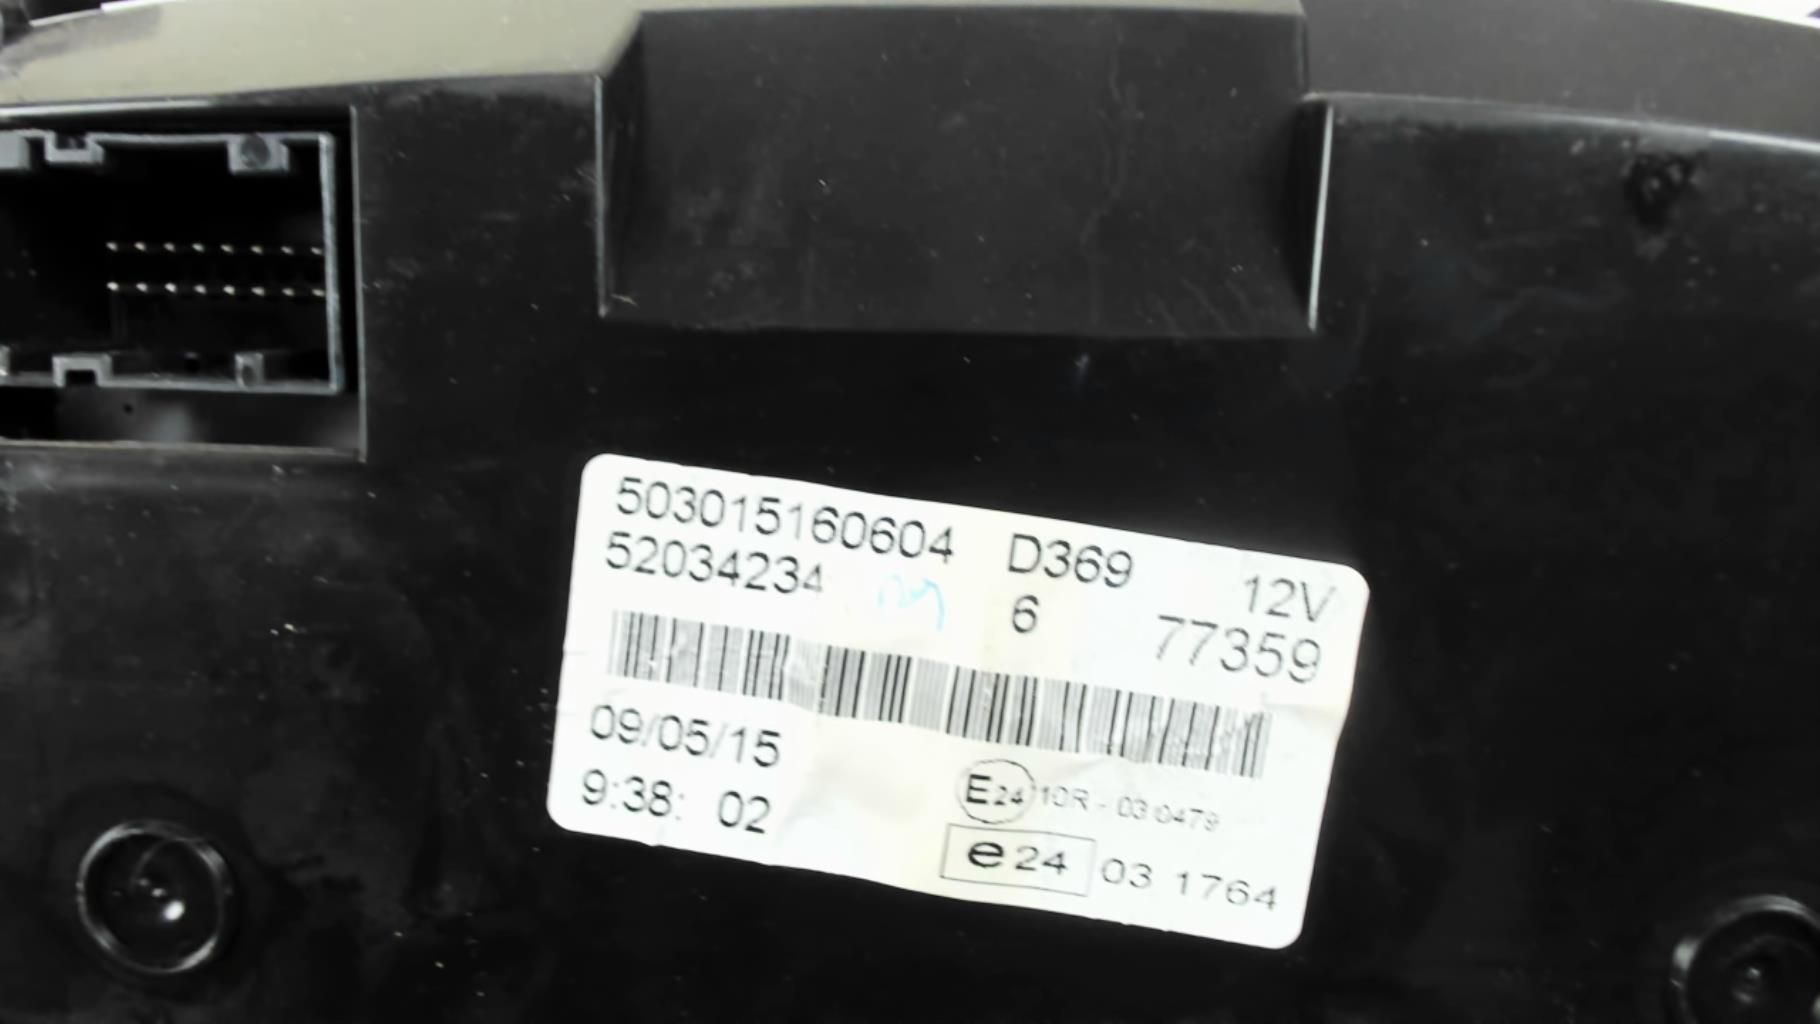 503015160604 D369 12V
52034234 6 77359
09/05/15
9:38: 02
E24 10R - 03 0479
e24 03 1764